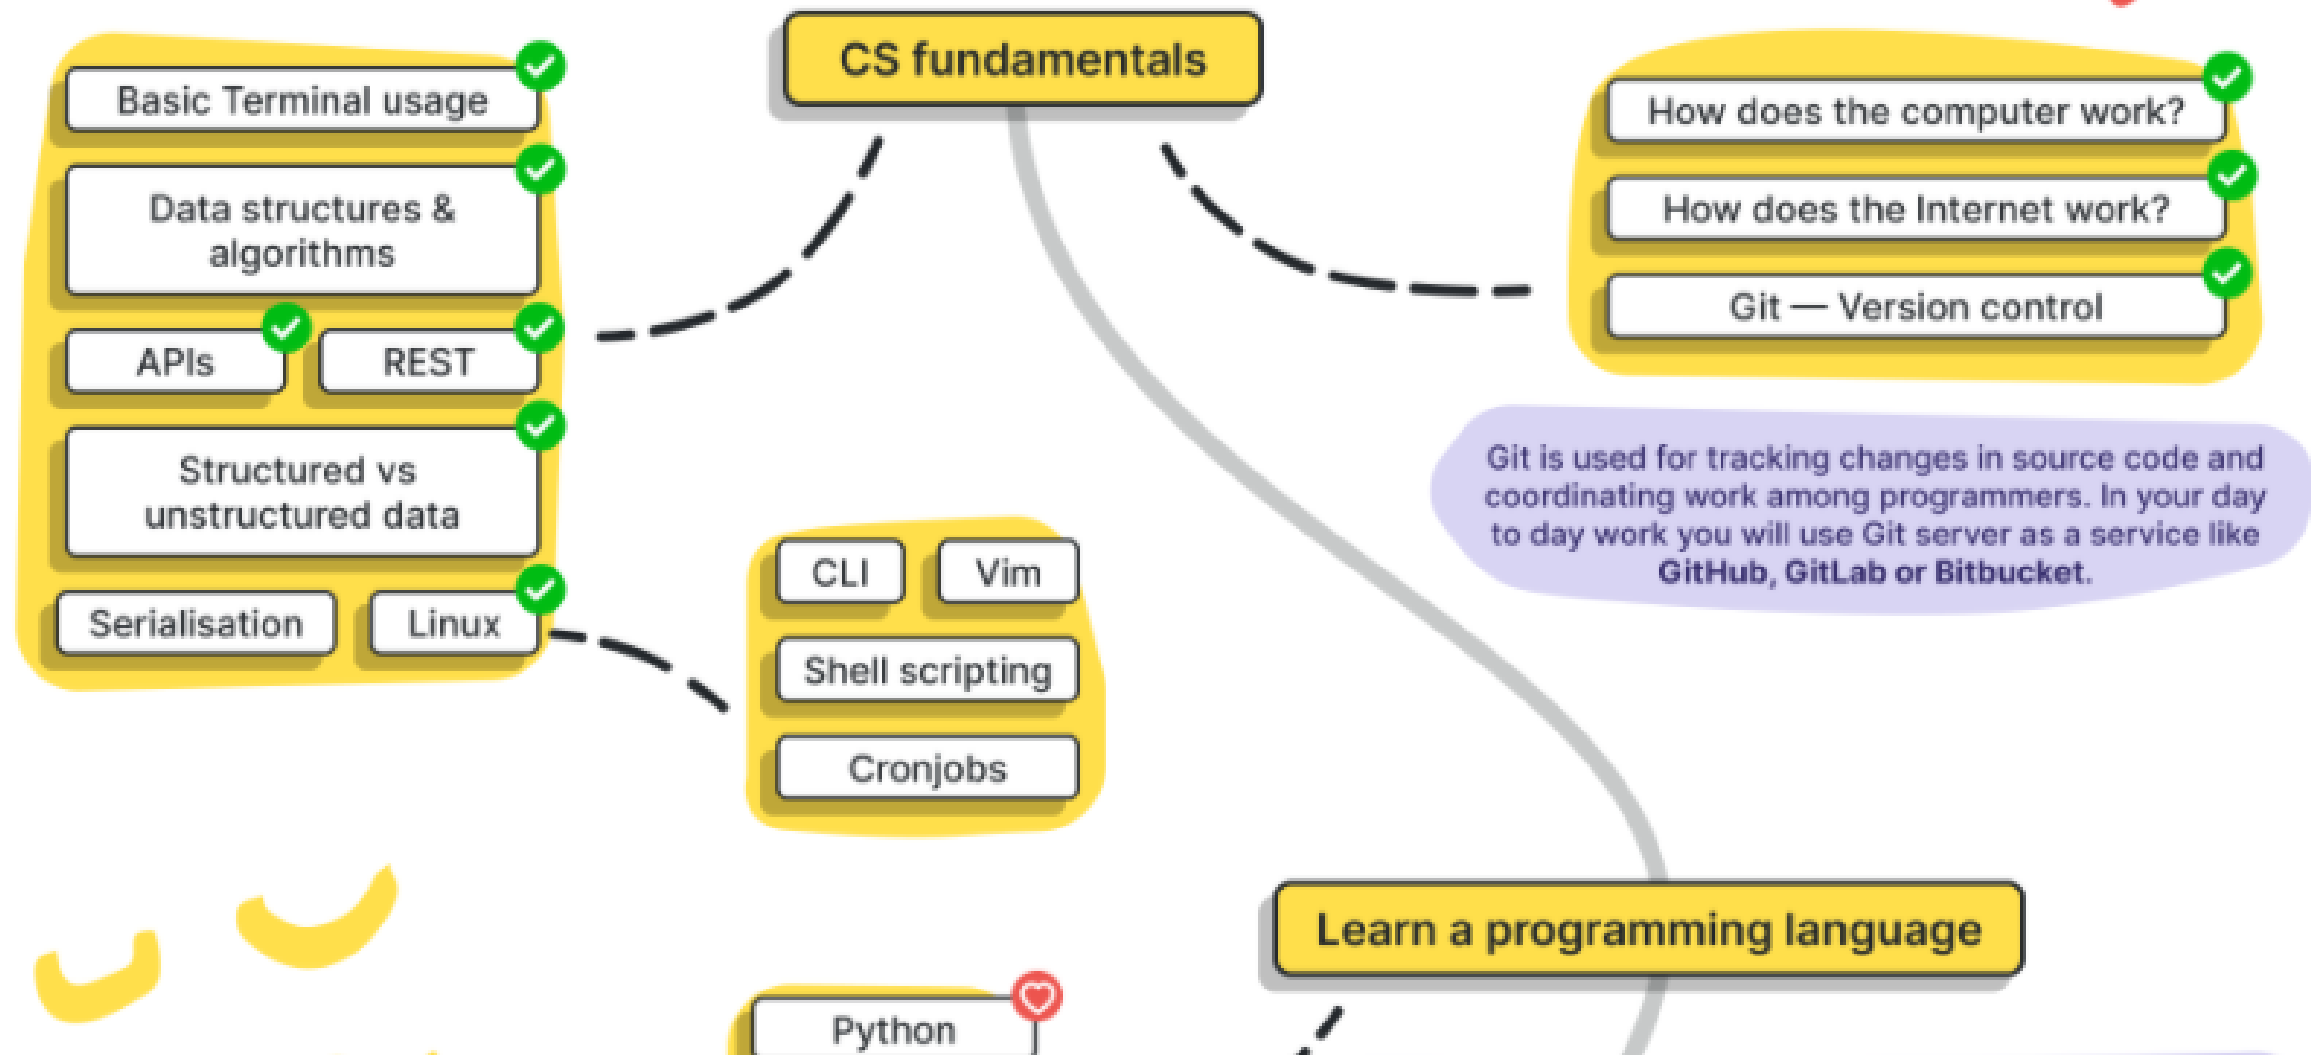 CS fundamentals
Basic Terminal usage
Data structures &
algorithms
APIs
REST
Structured vs
unstructured data
Serialisation
Linux
How does the computer work?
How does the Internet work?
Git — Version control
Git is used for tracking changes in source code and
coordinating work among programmers. In your day
to day work you will use Git server as a service like
GitHub, GitLab or Bitbucket.
CLI
Vim
Shell scripting
Cronjobs
Learn a programming language
Python